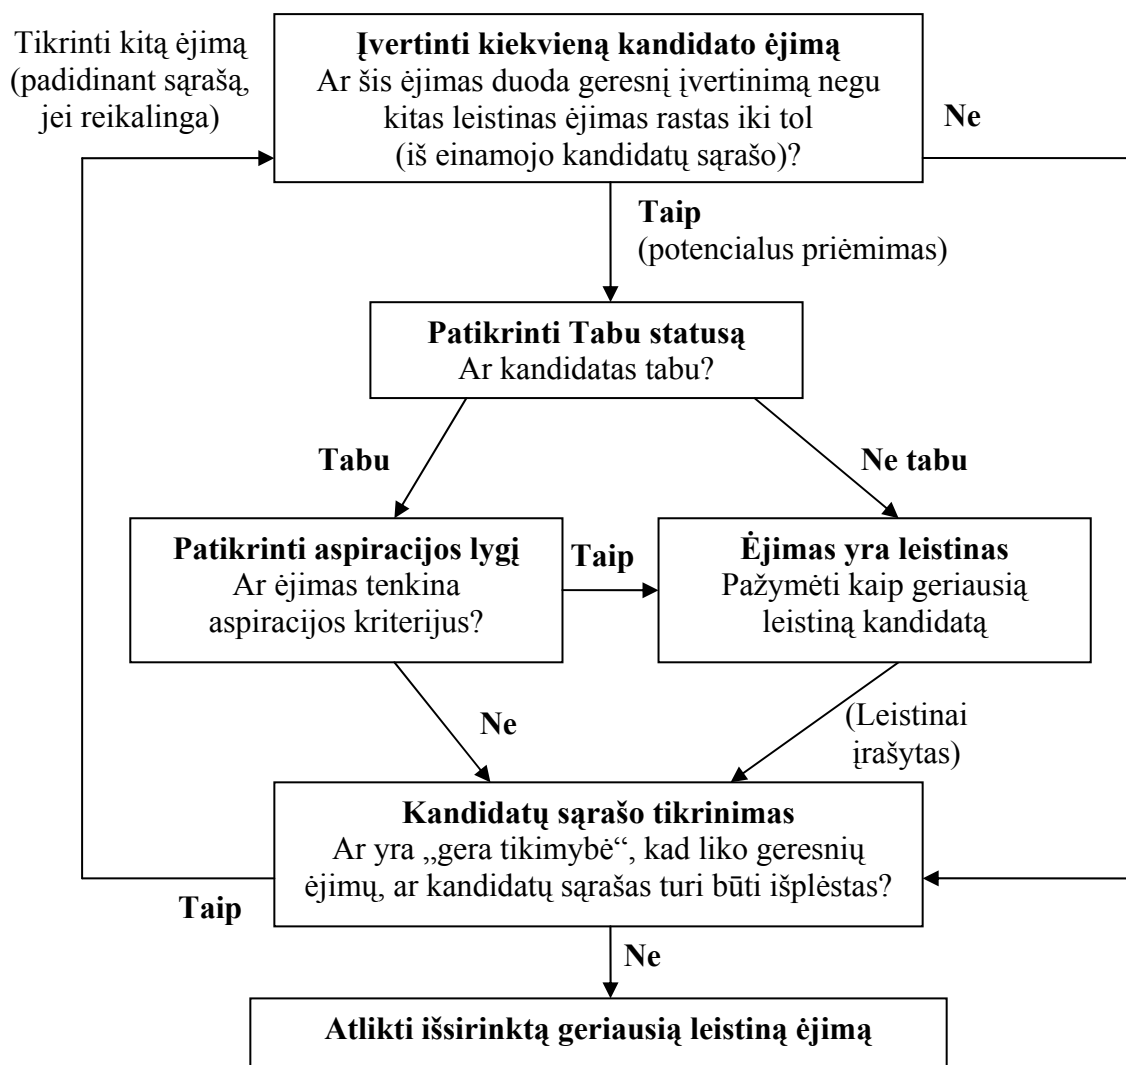 Tikrinti kitą ėjimą
(padidinant sąrašą,
jei reikalinga)
Įvertinti kiekvieną kandidato ėjimą
Ar šis ėjimas duoda geresnį įvertinimą negu
kitas leistinas ėjimas rastas iki tol
(iš einamojo kandidatų sąrašo)?
Ne
Taip
(potencialus priėmimas)
Patikrinti Tabu statusą
Ar kandidatas tabu?
Tabu
Ne tabu
Patikrinti aspiracijos lygį
Ar ėjimas tenkina
aspiracijos kriterijus?
Taip
Ėjimas yra leistinas
Pažymėti kaip geriausią
leistiną kandidatą
Ne
(Leistinai
įrašytas)
Kandidatų sąrašo tikrinimas
Ar yra „gera tikimybė“, kad liko geresnių
ėjimų, ar kandidatų sąrašas turi būti išplėstas?
Taip
Ne
Atlikti išsirinktą geriausią leistiną ėjimą